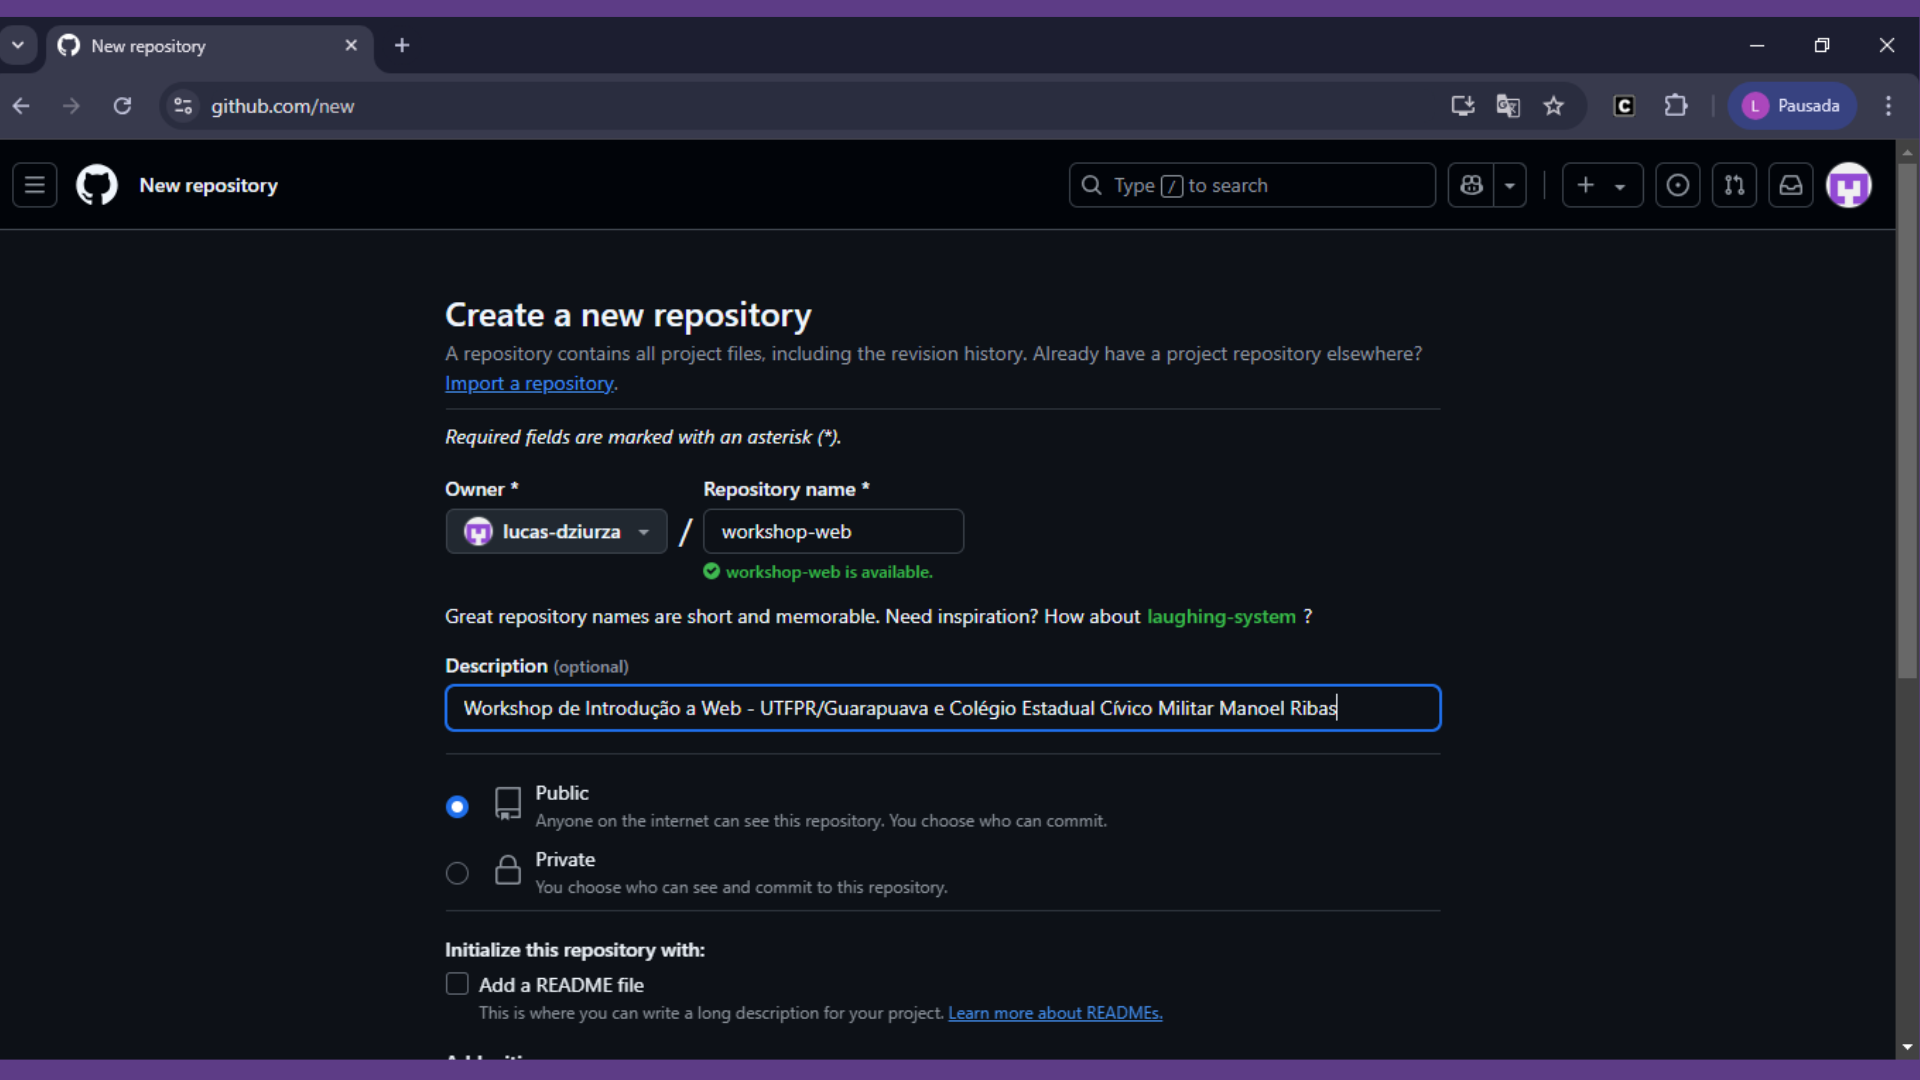 New repository
github.com/new
C
L
Pausada
New repository
Type / to search
Create a new repository
A repository contains all project files, including the revision history. Already have a project repository elsewhere?
Import a repository.
Required fields are marked with an asterisk (*).
Owner *
Repository name *
lucas-dziurza
/
workshop-web
workshop-web is available.
Great repository names are short and memorable. Need inspiration? How about laughing-system ?
Description (optional)
Workshop de Introdução a Web - UTFPR/Guarapuava e Colégio Estadual Cívico Militar Manoel Ribas
Public
Anyone on the internet can see this repository. You choose who can commit.
Private
You choose who can see and commit to this repository.
Initialize this repository with:
Add a README file
This is where you can write a long description for your project. Learn more about READMEs.